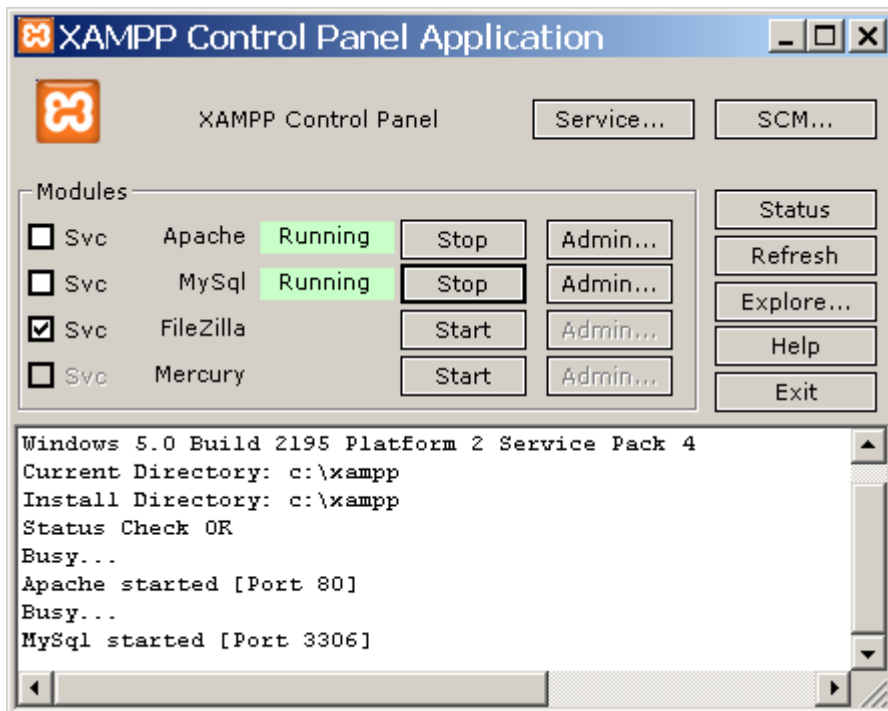 XAMPP Control Panel Application
XAMPP Control Panel Service... SCM...
Modules
Svc Apache Running Stop Admin...
Svc MySql Running Stop Admin...
Svc FileZilla Start Admin...
Svc Mercury Start Admin...
Status
Refresh
Explore...
Help
Exit
Windows 5.0 Build 2195 Platform 2 Service Pack 4
Current Directory: c:\xampp
Install Directory: c:\xampp
Status Check OK
Busy...
Apache started [Port 80]
Busy...
MySql started [Port 3306]